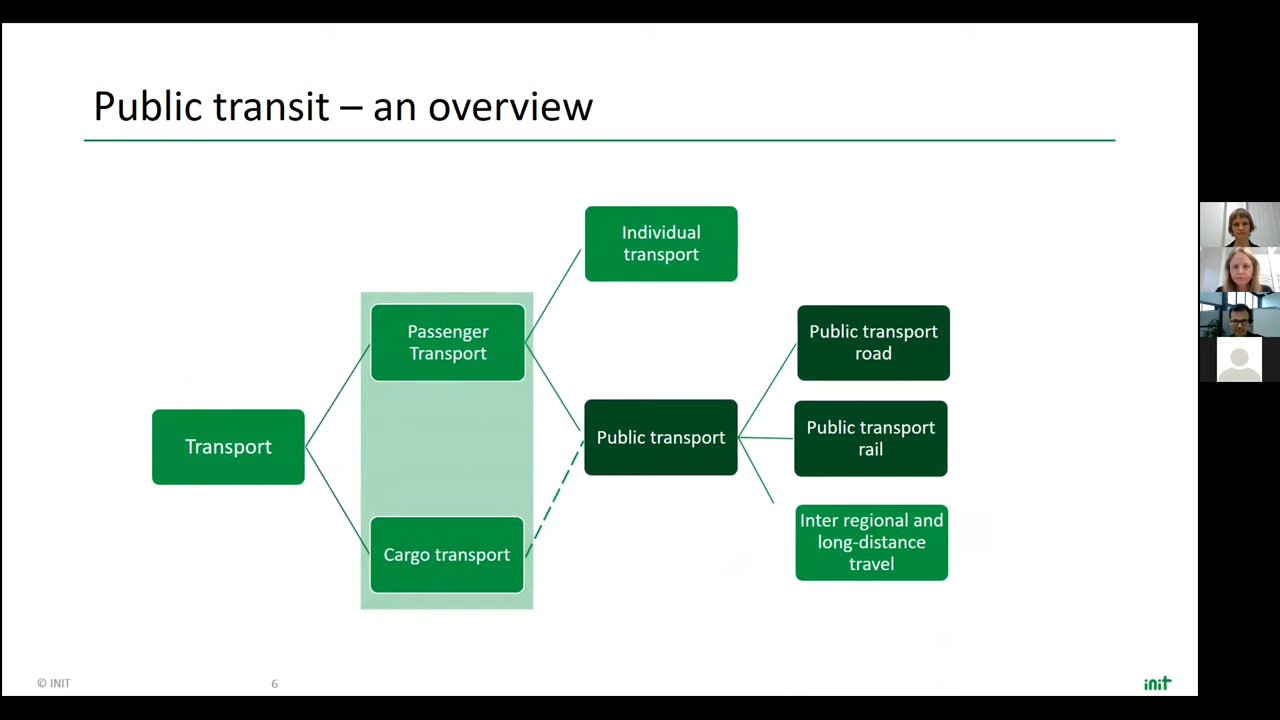 Public transit – an overview
Individual
transport
Passenger
Transport
Public transport
road
Transport
Public transport
Public transport
rail
Cargo transport
Inter regional and
long-distance
travel
© INIT
6
init